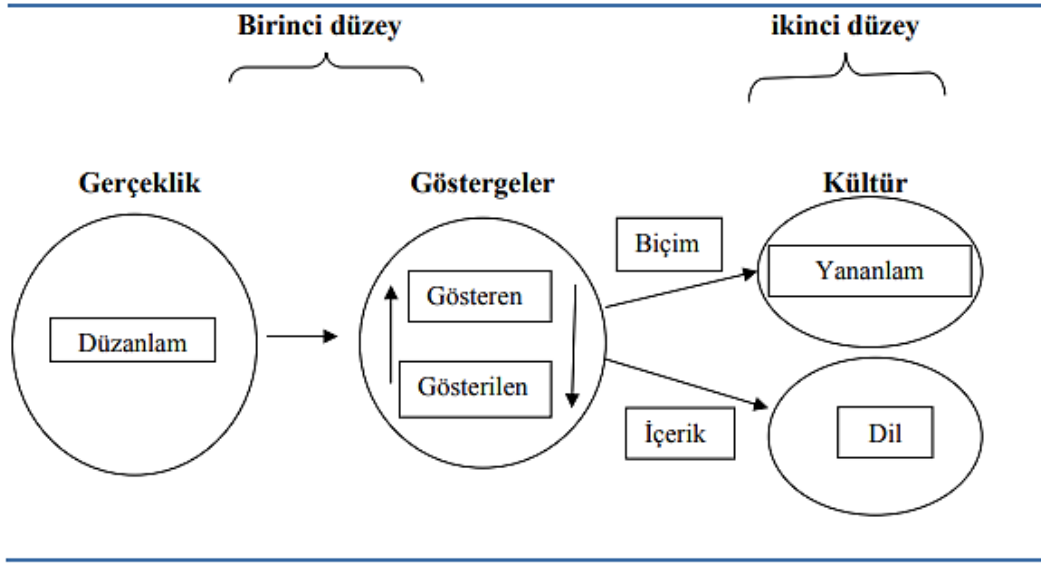 Birinci düzey
ikinci düzey
Gerçeklik
Göstergeler
Kültür
Biçim
Yananlam
Gösteren
Düzanlam
Gösterilen
İçerik
Dil